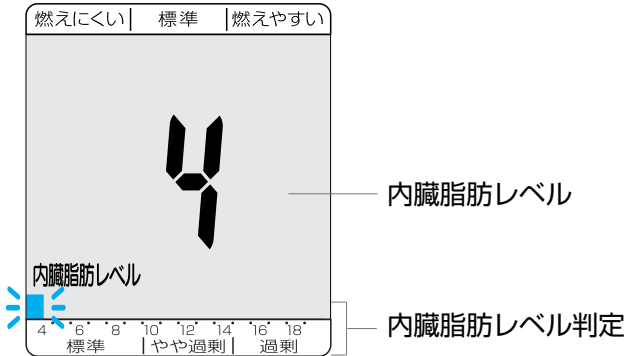 燃えにくい 標準 燃えやすい
4
内臓脂肪レベル
内臓脂肪レベル
4 6 8 10 12 14 16 18
標準 やや過剰 過剰
内臓脂肪レベル判定